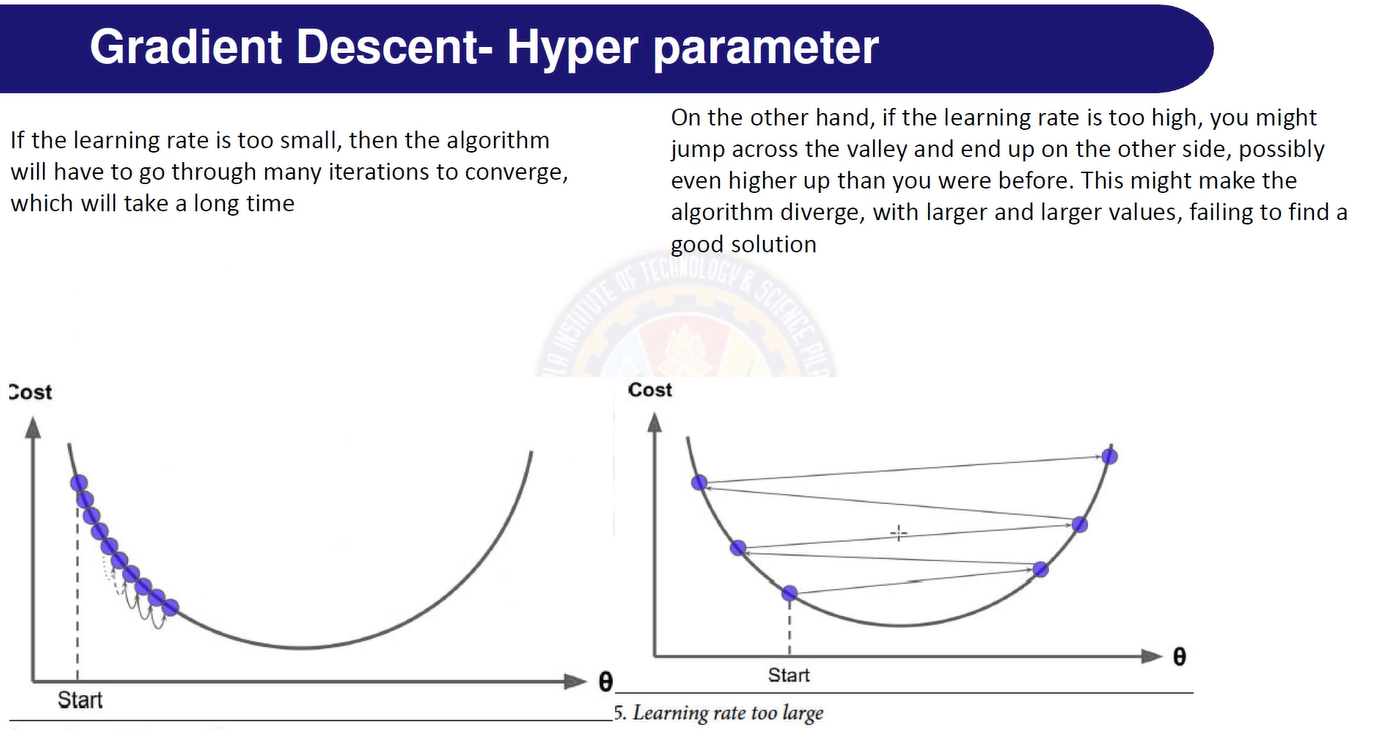 Gradient Descent- Hyper parameter
If the learning rate is too small, then the algorithm
will have to go through many iterations to converge,
which will take a long time
On the other hand, if the learning rate is too high, you might
jump across the valley and end up on the other side, possibly
even higher up than you were before. This might make the
algorithm diverge, with larger and larger values, failing to find a
good solution
INSTITUTE OF TECHNOLOGY & SCIENCE
Cost
θ
Start
Cost
θ
Start
5. Learning rate too large